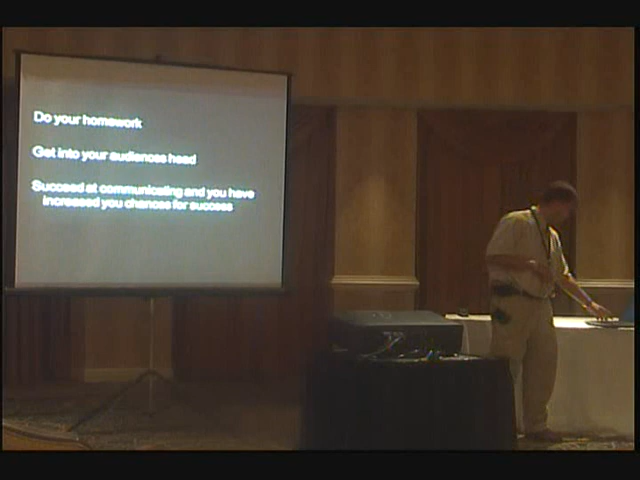 Do your homework
Get into your audiences head
Succeed at communicating and you have
increased you chances for success